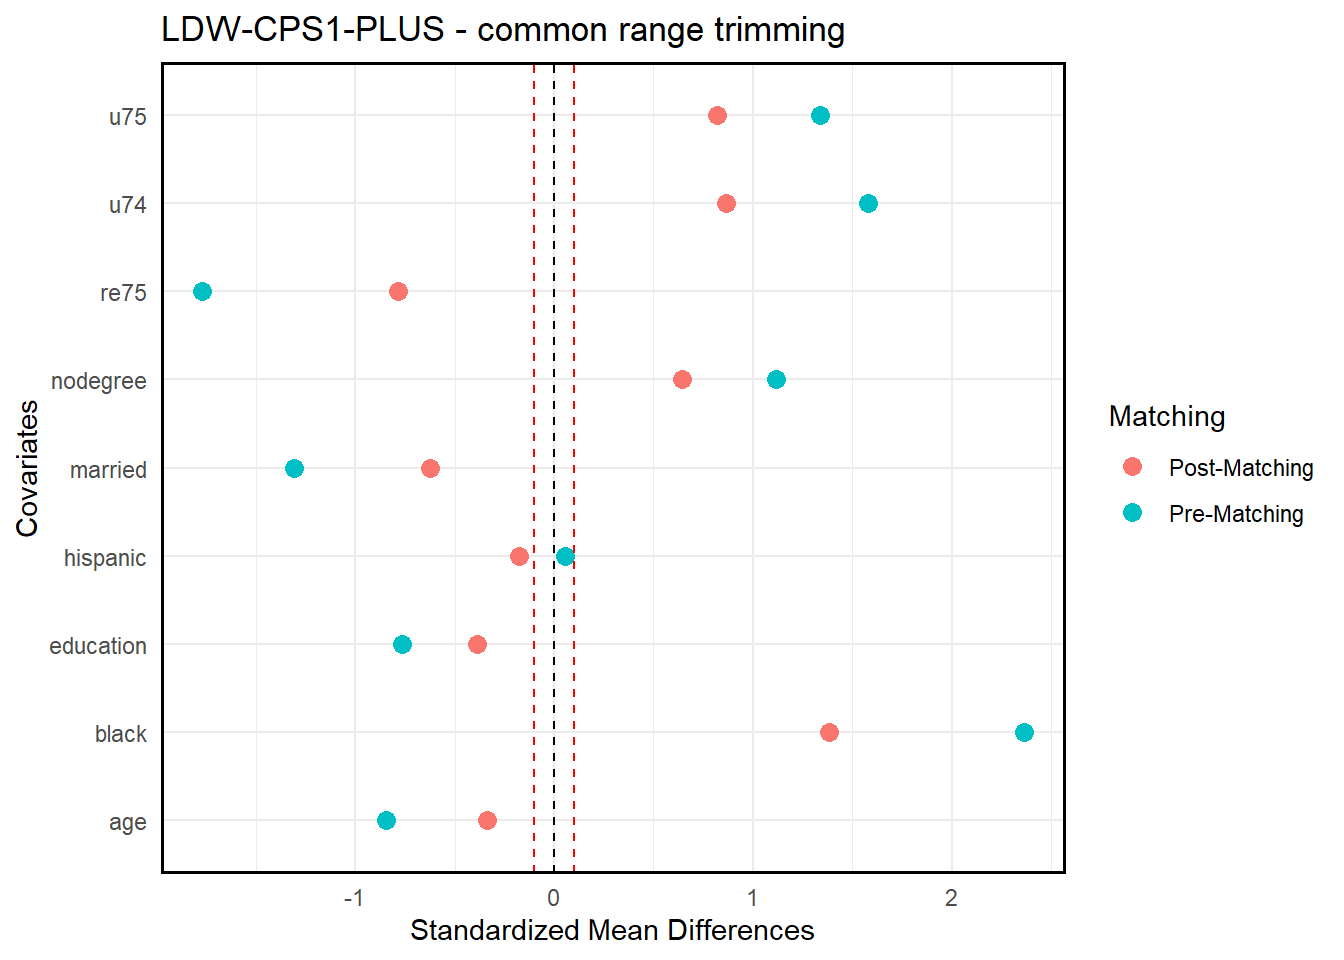 LDW-CPS1-PLUS - common range trimming
u75
u74
re75
nodegree
married
hispanic
education
black
age
Covariates
-1 0 1 2
Standardized Mean Differences
Matching
Post-Matching
Pre-Matching